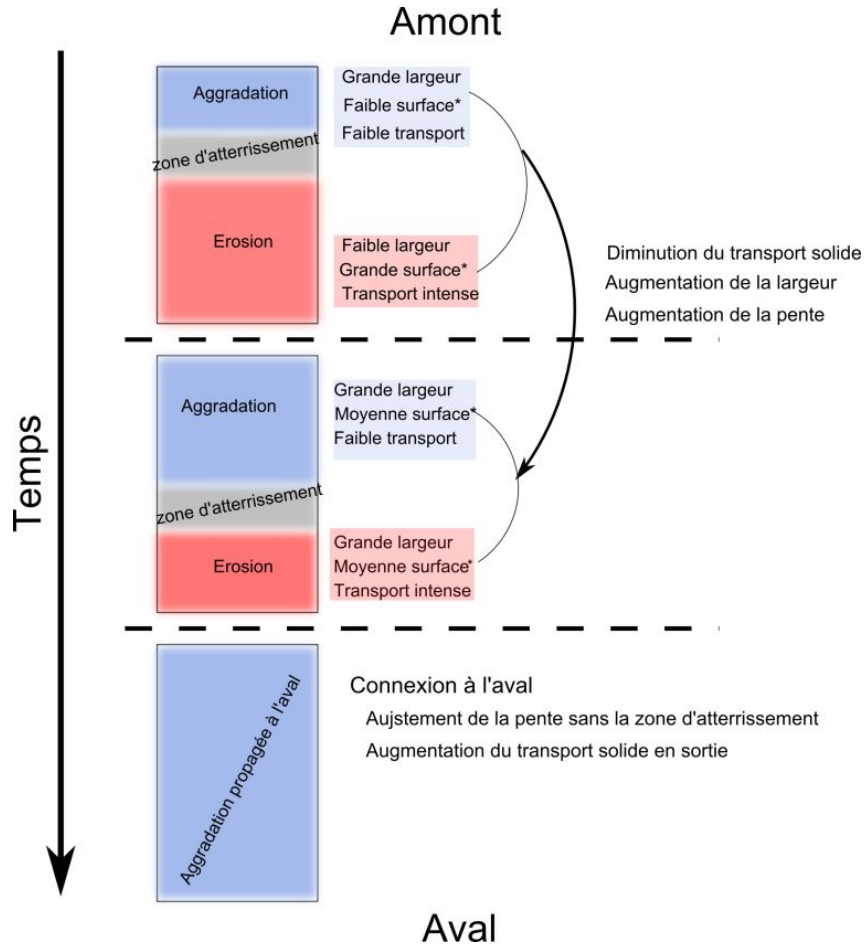 Amont
Temps
Aggradation
zone d'atterrissement
Erosion
Grande largeur
Faible surface*
Faible transport
Faible largeur
Grande surface*
Transport intense
Diminution du transport solide
Augmentation de la largeur
Augmentation de la pente
Aggradation
zone d'atterrissement
Erosion
Grande largeur
Moyenne surface*
Faible transport
Grande largeur
Moyenne surface*
Transport intense
Aggradation propagée à l'aval
Connexion à l'aval
Aujstement de la pente sans la zone d'atterrissement
Augmentation du transport solide en sortie
Aval